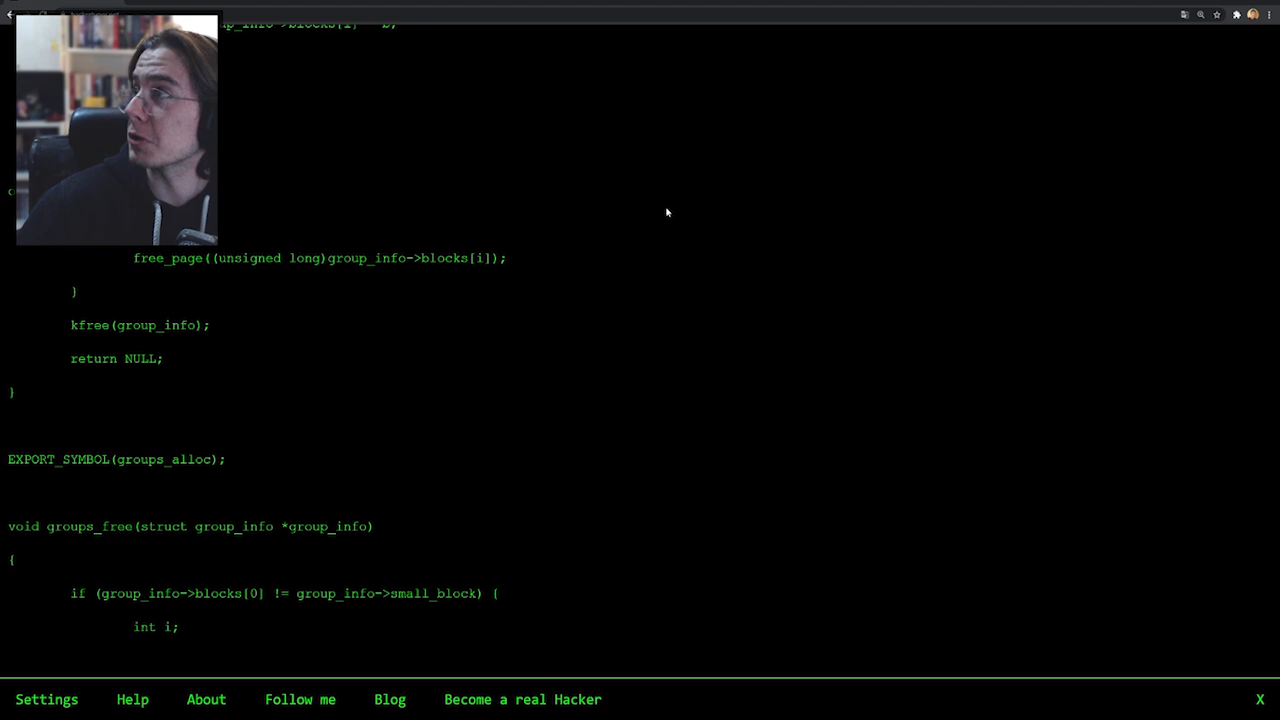 free_page((unsigned long)group_info->blocks[i]);
}
kfree(group_info);
return NULL;
}
EXPORT_SYMBOL(groups_alloc);
void groups_free(struct group_info *group_info)
{
if (group_info->blocks[0] != group_info->small_block) {
int i;
Settings Help About Follow me Blog Become a real Hacker X